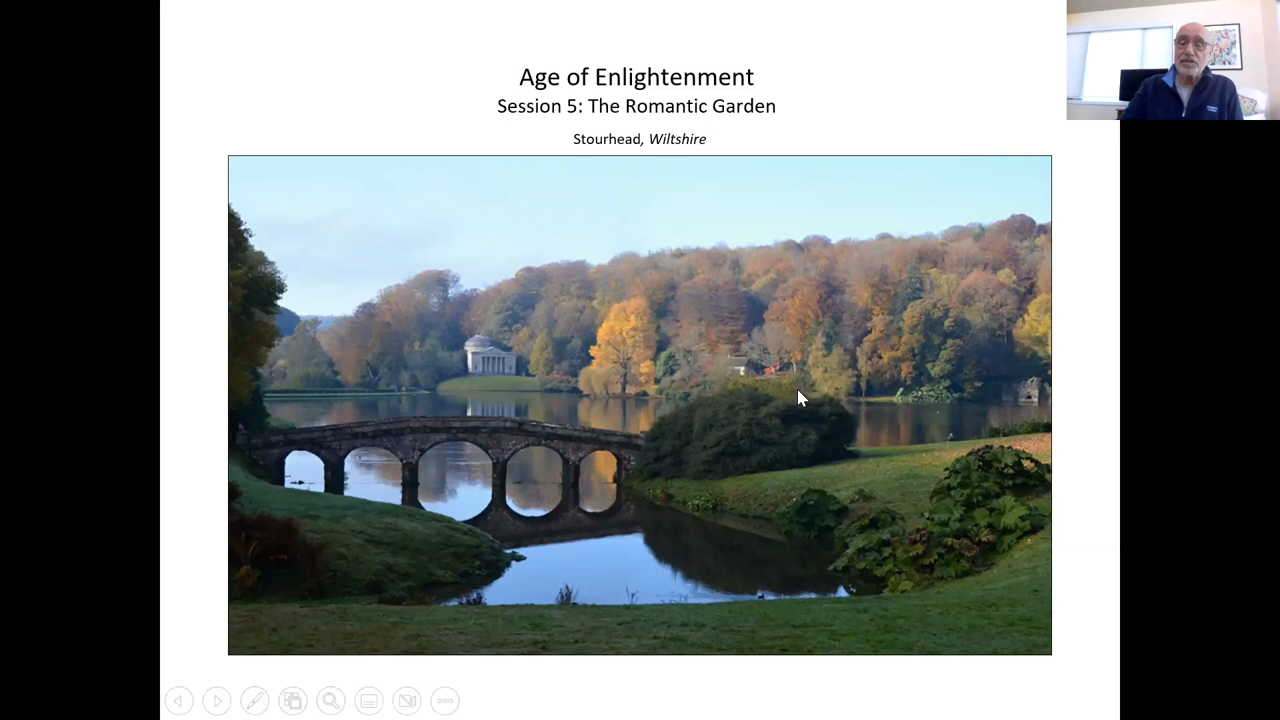 Age of Enlightenment
Session 5: The Romantic Garden
Stourhead, Wiltshire